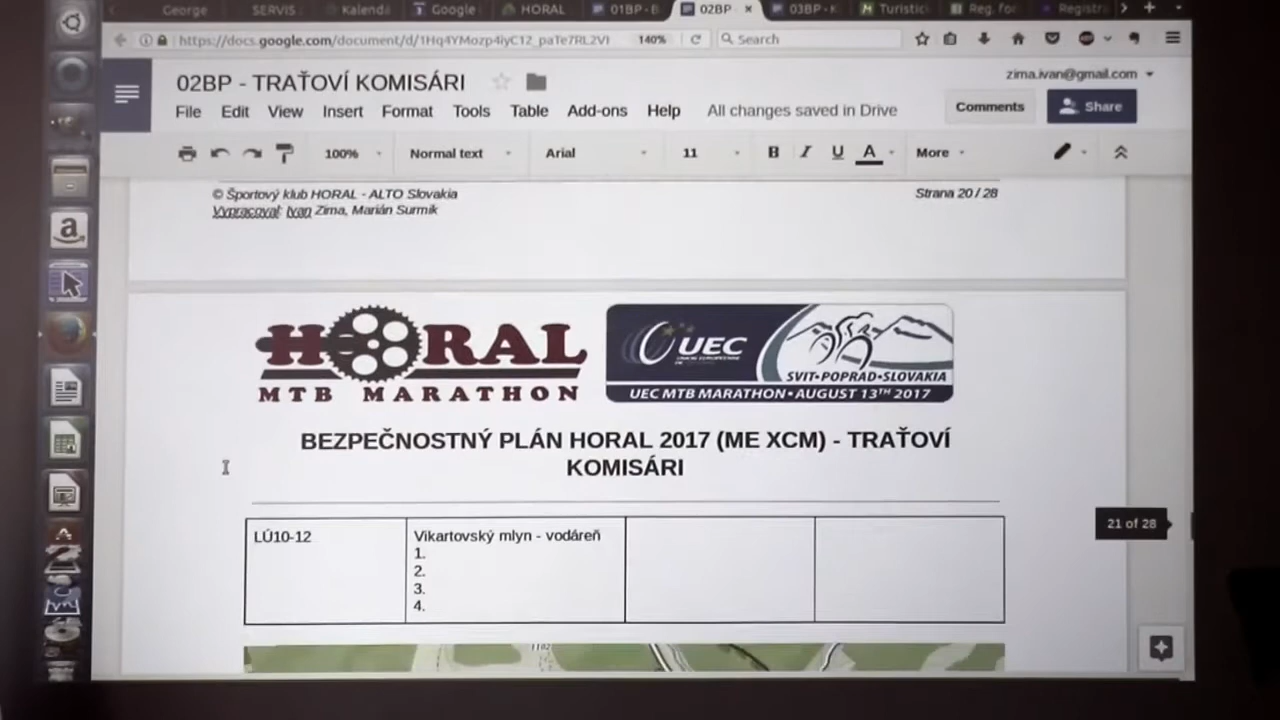 George
SERVIS
Kalendá
Google
HORAL
01BP - B
02BP
03BP - K
Turistic
Reg. for
Registra
https://docs.google.com/document/d/1Hq4YMozp4iyC12_paTe7RL2VI
140%
Search
02BP - TRAŤOVÍ KOMISÁRI
zima.ivan@gmail.com
File Edit View Insert Format Tools Table Add-ons Help All changes saved in Drive
Comments
Share
100% Normal text Arial 11 B I U A More
© Športový klub HORAL - ALTO Slovakia
Strana 20 / 28
Vypracoval: Ivan Zima, Marián Surmík
HORAL
MTB MARATHON
UEC
SVIT•POPRAD•SLOVAKIA
UEC MTB MARATHON•AUGUST 13TH 2017
BEZPEČNOSTNÝ PLÁN HORAL 2017 (ME XCM) - TRAŤOVÍ
KOMISÁRI
LÚ10-12
Vikartovský mlyn - vodáreň
1.
2.
3.
4.
21 of 28